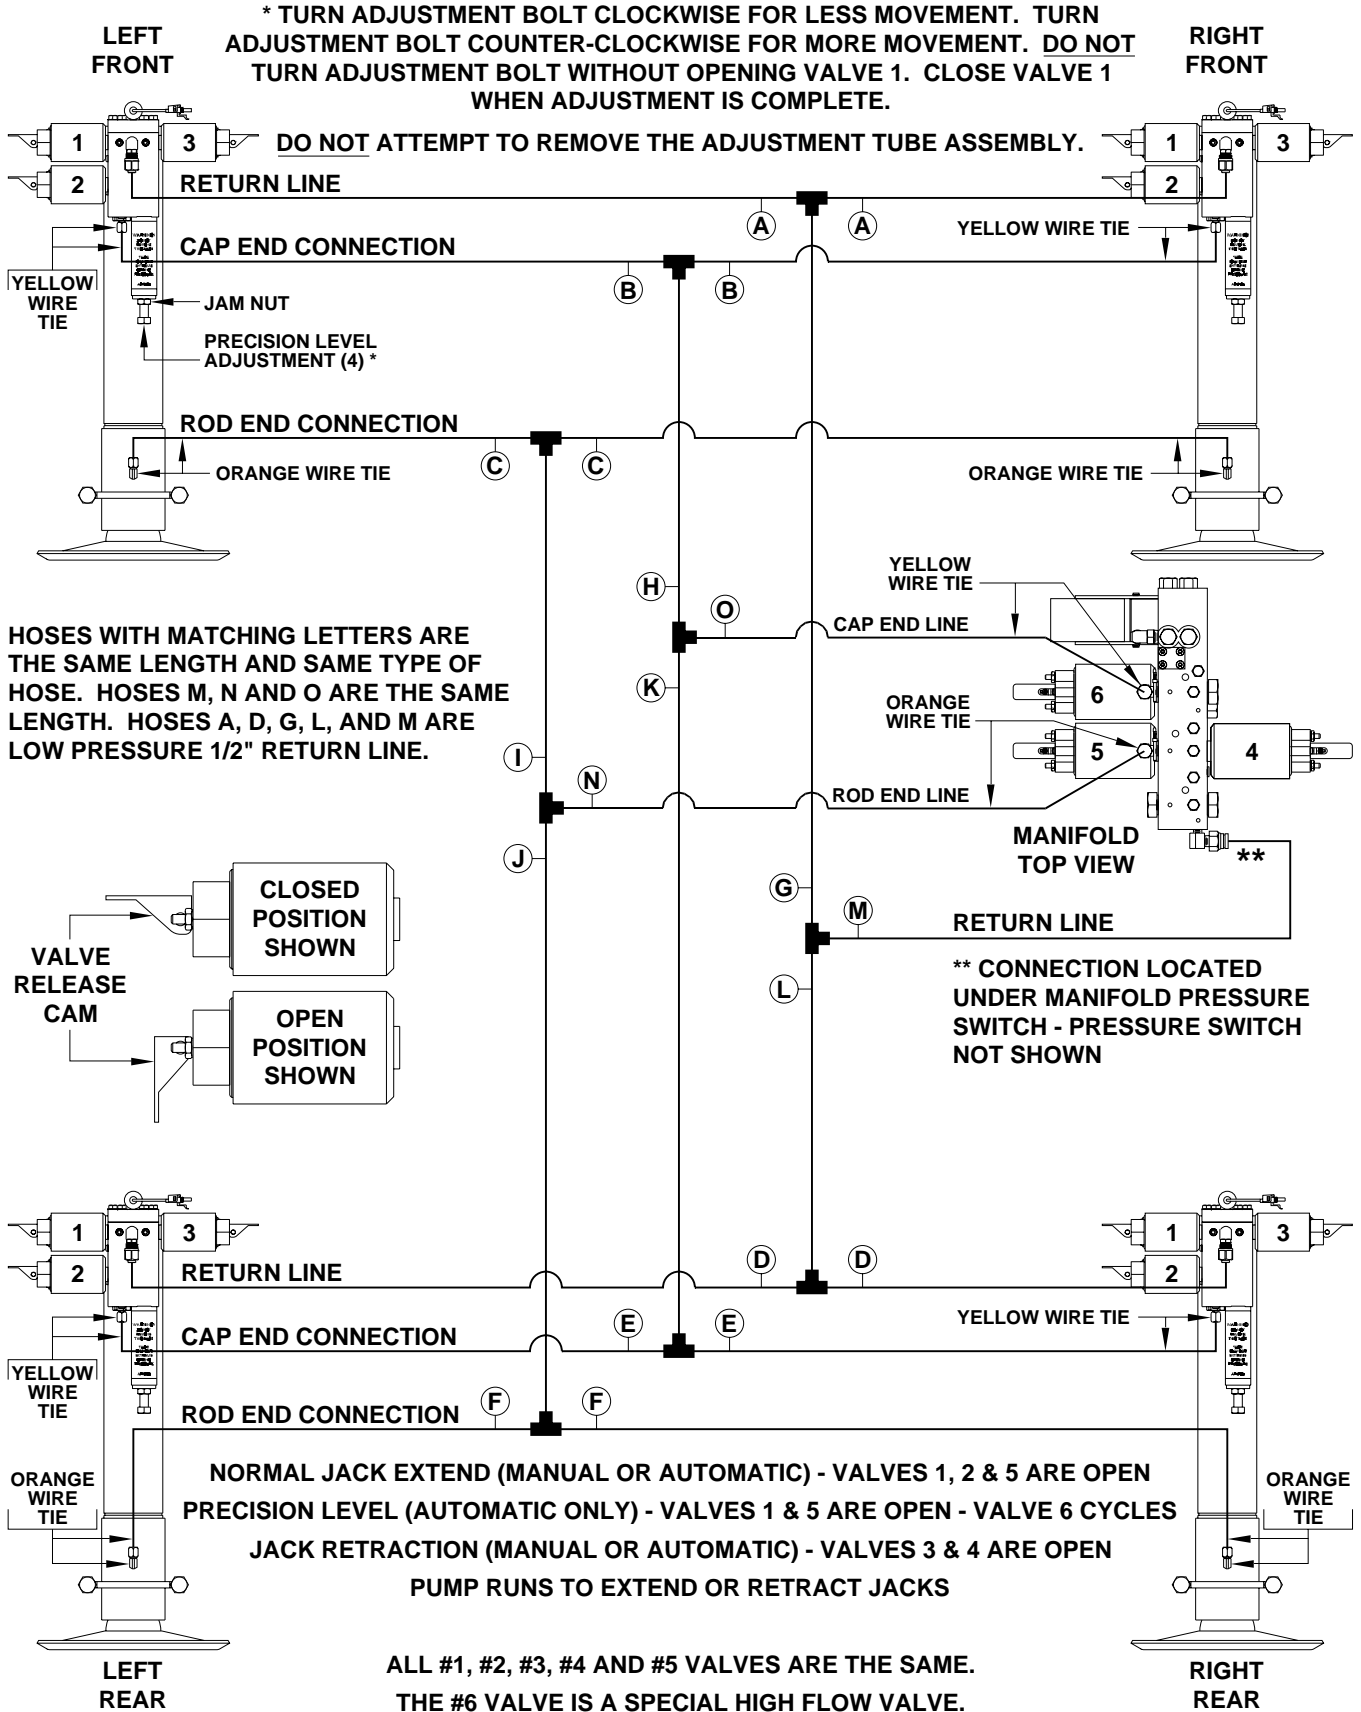 * TURN ADJUSTMENT BOLT CLOCKWISE FOR LESS MOVEMENT. TURN
ADJUSTMENT BOLT COUNTER-CLOCKWISE FOR MORE MOVEMENT. DO NOT
TURN ADJUSTMENT BOLT WITHOUT OPENING VALVE 1. CLOSE VALVE 1
WHEN ADJUSTMENT IS COMPLETE.
DO NOT ATTEMPT TO REMOVE THE ADJUSTMENT TUBE ASSEMBLY.
LEFT
FRONT
RIGHT
FRONT
1
3
2
1
3
2
RETURN LINE
A
A
CAP END CONNECTION
YELLOW WIRE TIE
B
B
YELLOW
WIRE
TIE
JAM NUT
PRECISION LEVEL
ADJUSTMENT (4) *
ROD END CONNECTION
C
C
ORANGE WIRE TIE
ORANGE WIRE TIE
H
O
K
YELLOW
WIRE TIE
CAP END LINE
HOSES WITH MATCHING LETTERS ARE
THE SAME LENGTH AND SAME TYPE OF
HOSE. HOSES M, N AND O ARE THE SAME
LENGTH. HOSES A, D, G, L, AND M ARE
LOW PRESSURE 1/2" RETURN LINE.
6
ORANGE
WIRE TIE
5
4
I
N
ROD END LINE
J
MANIFOLD
TOP VIEW
**
G
M
RETURN LINE
L
** CONNECTION LOCATED
UNDER MANIFOLD PRESSURE
SWITCH - PRESSURE SWITCH
NOT SHOWN
CLOSED
POSITION
SHOWN
VALVE
RELEASE
CAM
OPEN
POSITION
SHOWN
1
3
2
1
3
2
RETURN LINE
D
D
CAP END CONNECTION
E
E
YELLOW WIRE TIE
YELLOW
WIRE
TIE
ROD END CONNECTION
F
F
ORANGE
WIRE
TIE
ORANGE
WIRE
TIE
NORMAL JACK EXTEND (MANUAL OR AUTOMATIC) - VALVES 1, 2 & 5 ARE OPEN
PRECISION LEVEL (AUTOMATIC ONLY) - VALVES 1 & 5 ARE OPEN - VALVE 6 CYCLES
JACK RETRACTION (MANUAL OR AUTOMATIC) - VALVES 3 & 4 ARE OPEN
PUMP RUNS TO EXTEND OR RETRACT JACKS
LEFT
REAR
RIGHT
REAR
ALL #1, #2, #3, #4 AND #5 VALVES ARE THE SAME.
THE #6 VALVE IS A SPECIAL HIGH FLOW VALVE.